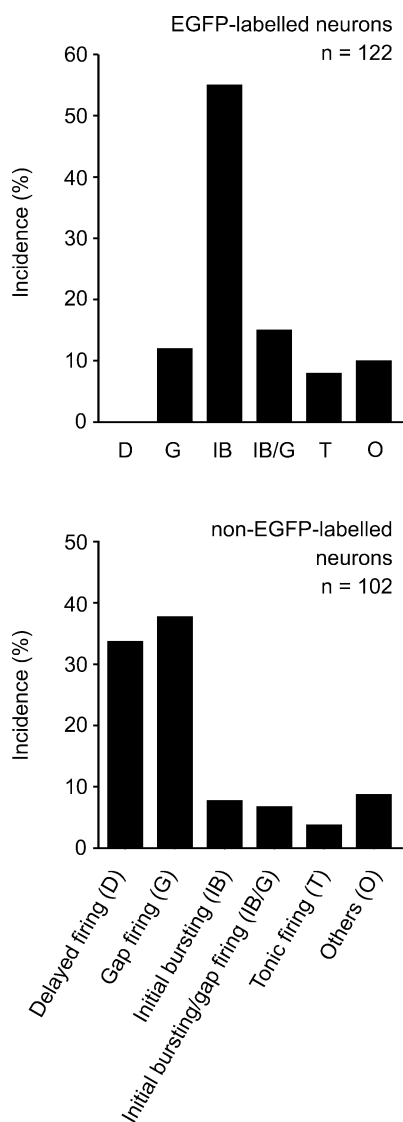 EGFP-labelled neurons
n = 122
Incidence (%)
60
50
40
30
20
10
0
D G IB IB/G T O
non-EGFP-labelled
neurons
n = 102
Incidence (%)
50
40
30
20
10
0
Delayed firing (D)
Gap firing (G)
Initial bursting (IB)
Initial bursting/gap firing (IB/G)
Tonic firing (T)
Others (O)